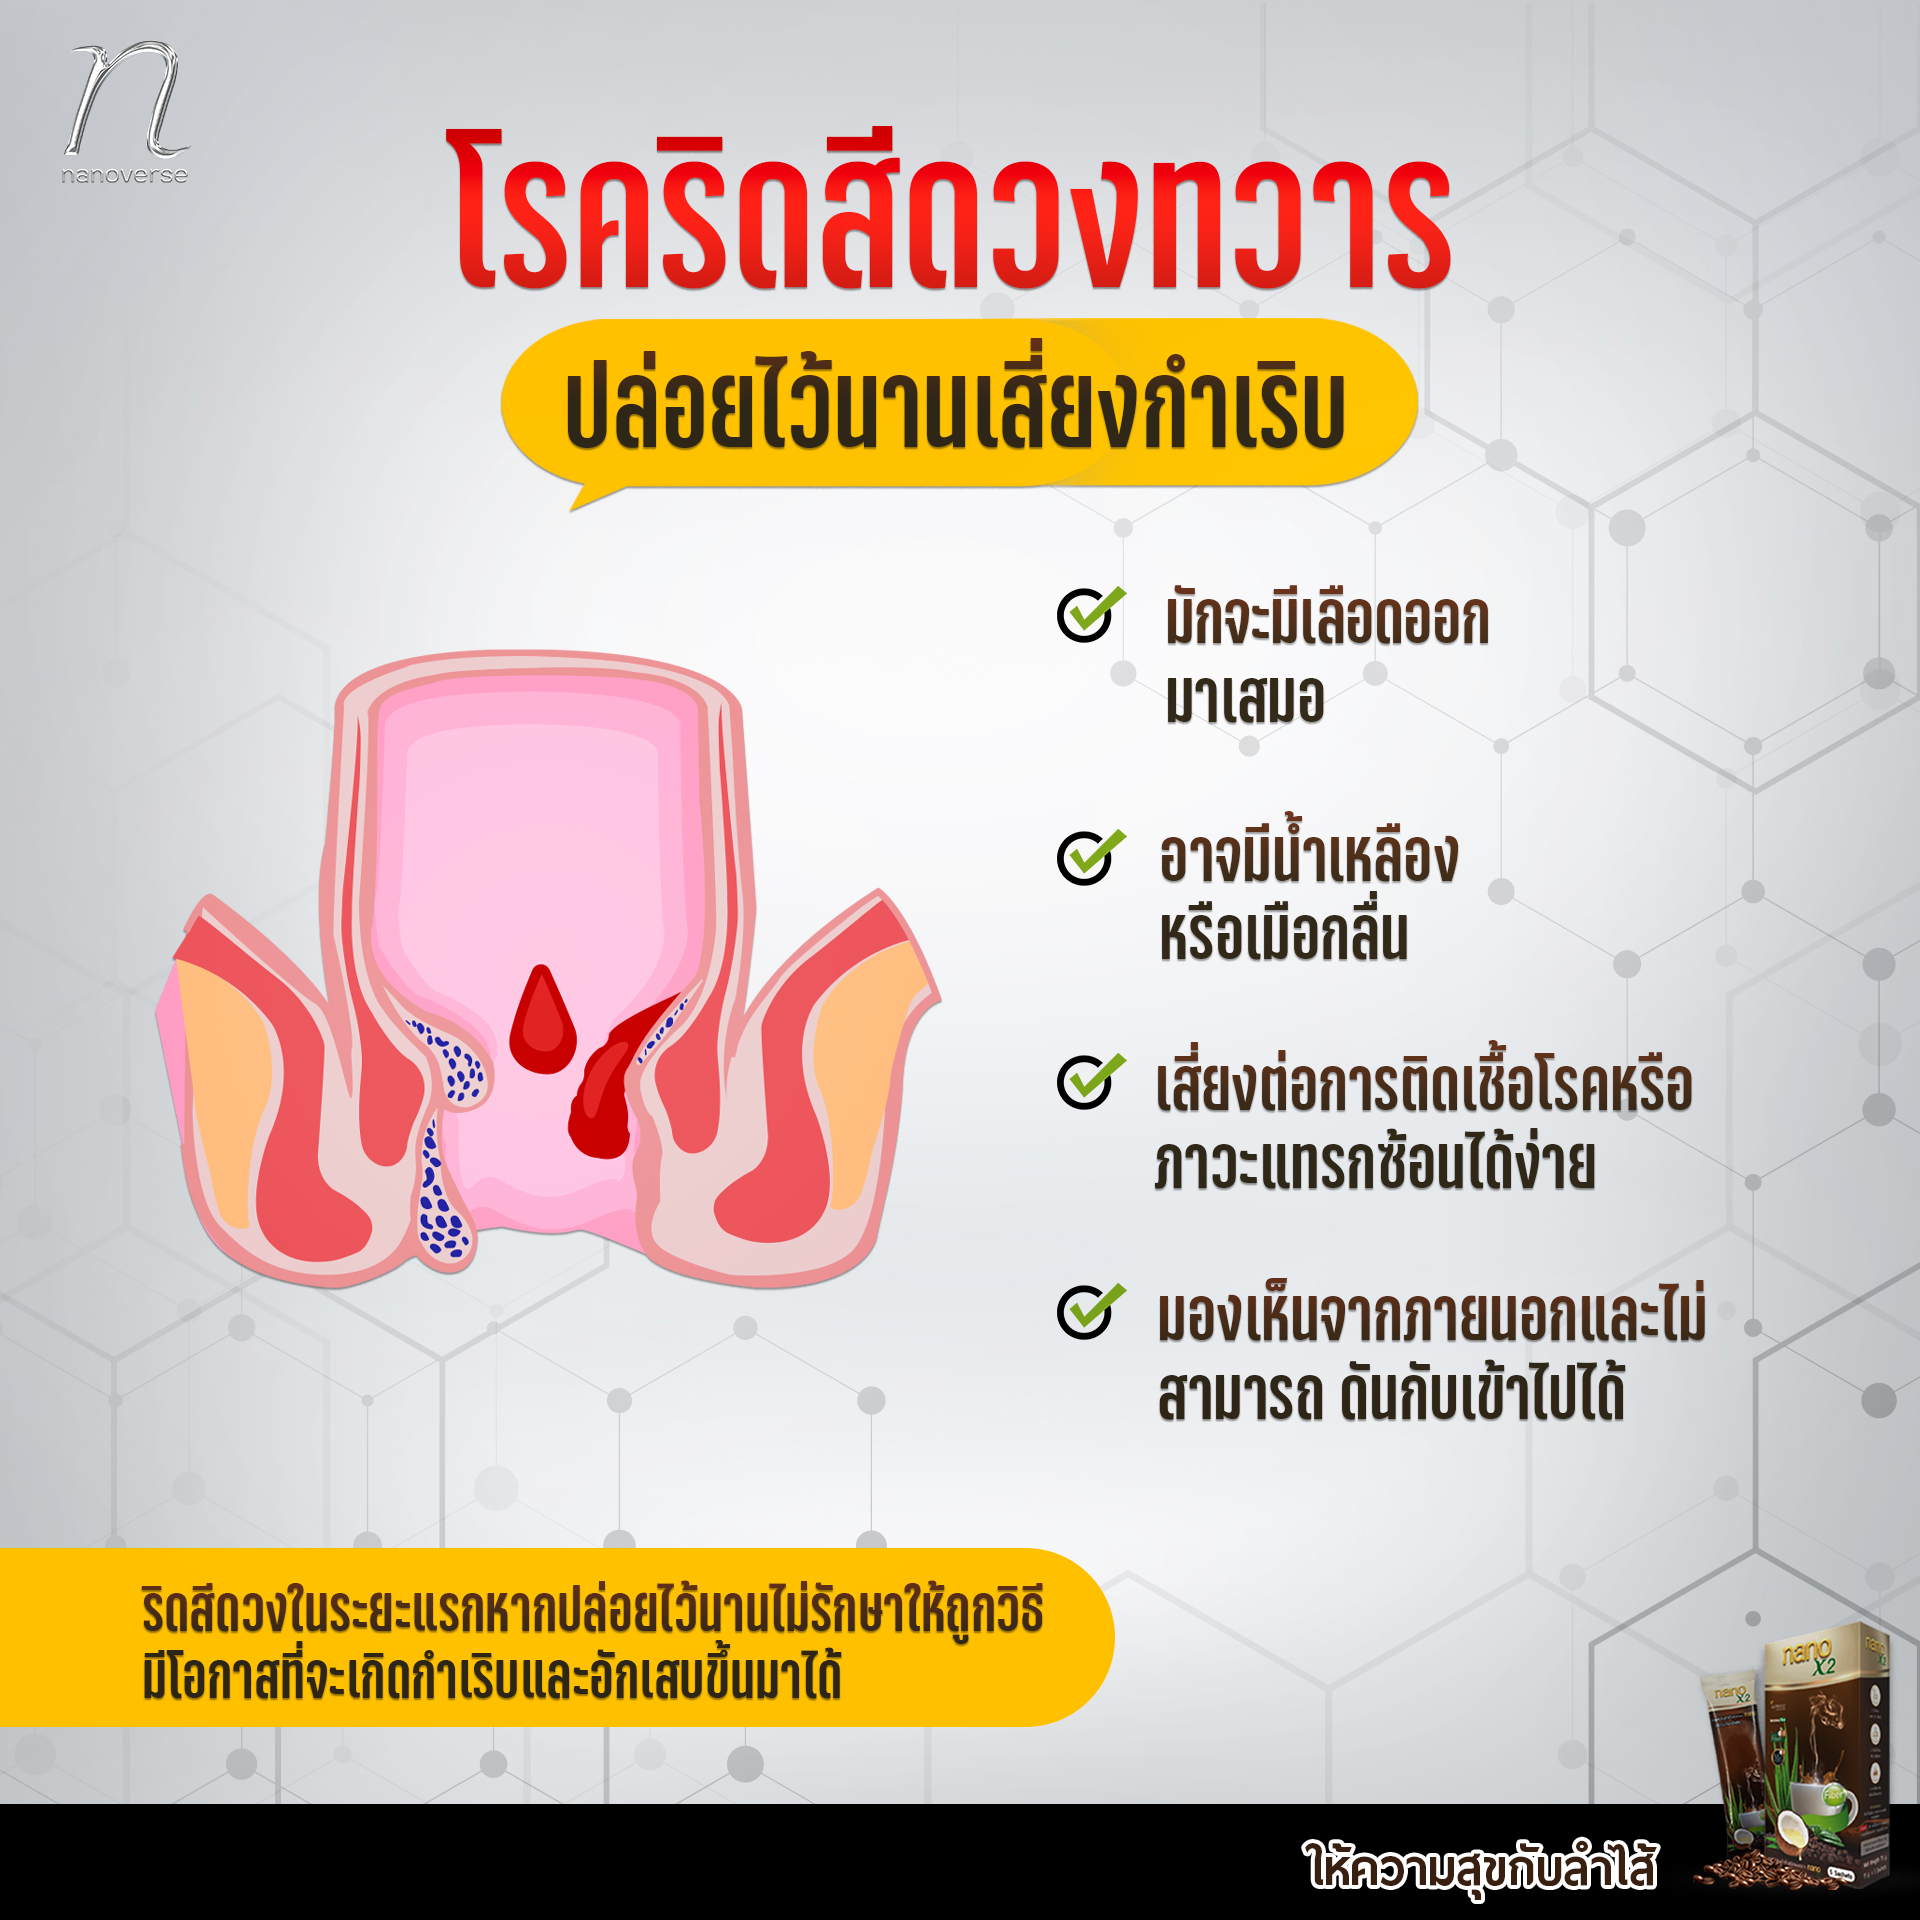 nanoverse
โรคริดสีดวงทวาร
ปล่อยไว้นานเสี่ยงกำเริบ
มักจะมีเลือดออก
มาเสมอ
อาจมีน้ำเหลือง
หรือเมือกลื่น
เสี่ยงต่อการติดเชื้อโรคหรือ
ภาวะแทรกซ้อนได้ง่าย
มองเห็นจากภายนอกและไม่
สามารถ ดันกับเข้าไปได้
ริดสีดวงในระยะแรกหากปล่อยไว้นานไม่รักษาให้ถูกวิธี
มีโอกาสที่จะเกิดกำเริบและอักเสบขึ้นมาได้
ให้ความสุขกับลำไส้
nano
X2
nano
X2
nano
X2
Fiber
5 Sachets